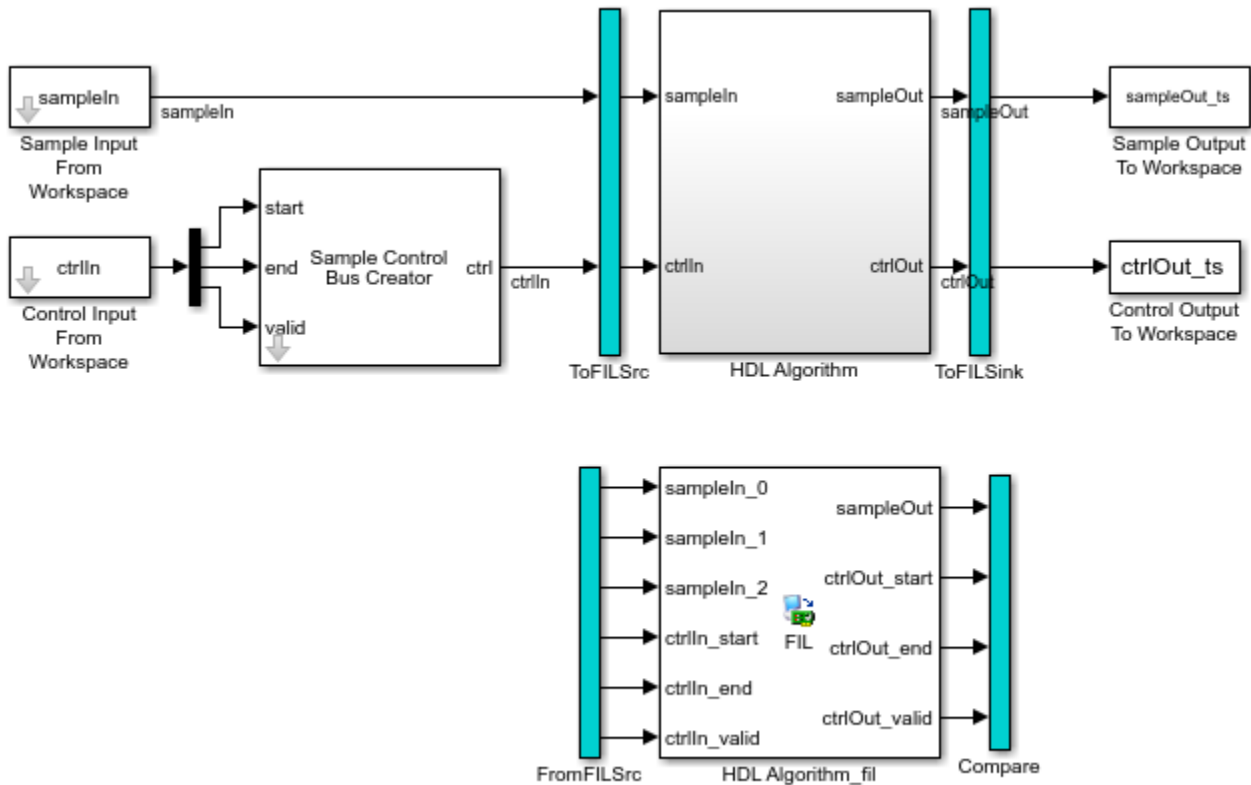 sampleIn
sampleIn
Sample Input
From
Workspace
ctrlIn
Control Input
From
Workspace
start
end
valid
Sample Control
Bus Creator
ctrl
ctrlIn
ToFILSrc
sampleIn
ctrlIn
sampleOut
ctrlOut
HDL Algorithm
sampleOut
ctrlOut
ToFILSink
sampleOut_ts
Sample Output
To Workspace
ctrlOut_ts
Control Output
To Workspace
sampleIn_0
sampleIn_1
sampleIn_2
ctrlIn_start
ctrlIn_end
ctrlIn_valid
FIL
sampleOut
ctrlOut_start
ctrlOut_end
ctrlOut_valid
FromFILSrc
HDL Algorithm_fil
Compare